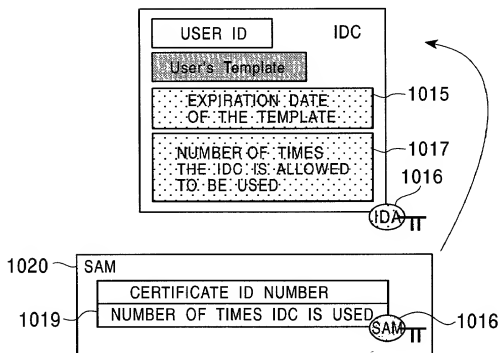 USER ID
IDC
User's Template
EXPIRATION DATE
OF THE TEMPLATE
1015
NUMBER OF TIMES
THE IDC IS ALLOWED
TO BE USED
1017
1016
IDA
1020
SAM
CERTIFICATE ID NUMBER
1019
NUMBER OF TIMES IDC IS USED
SAM
1016